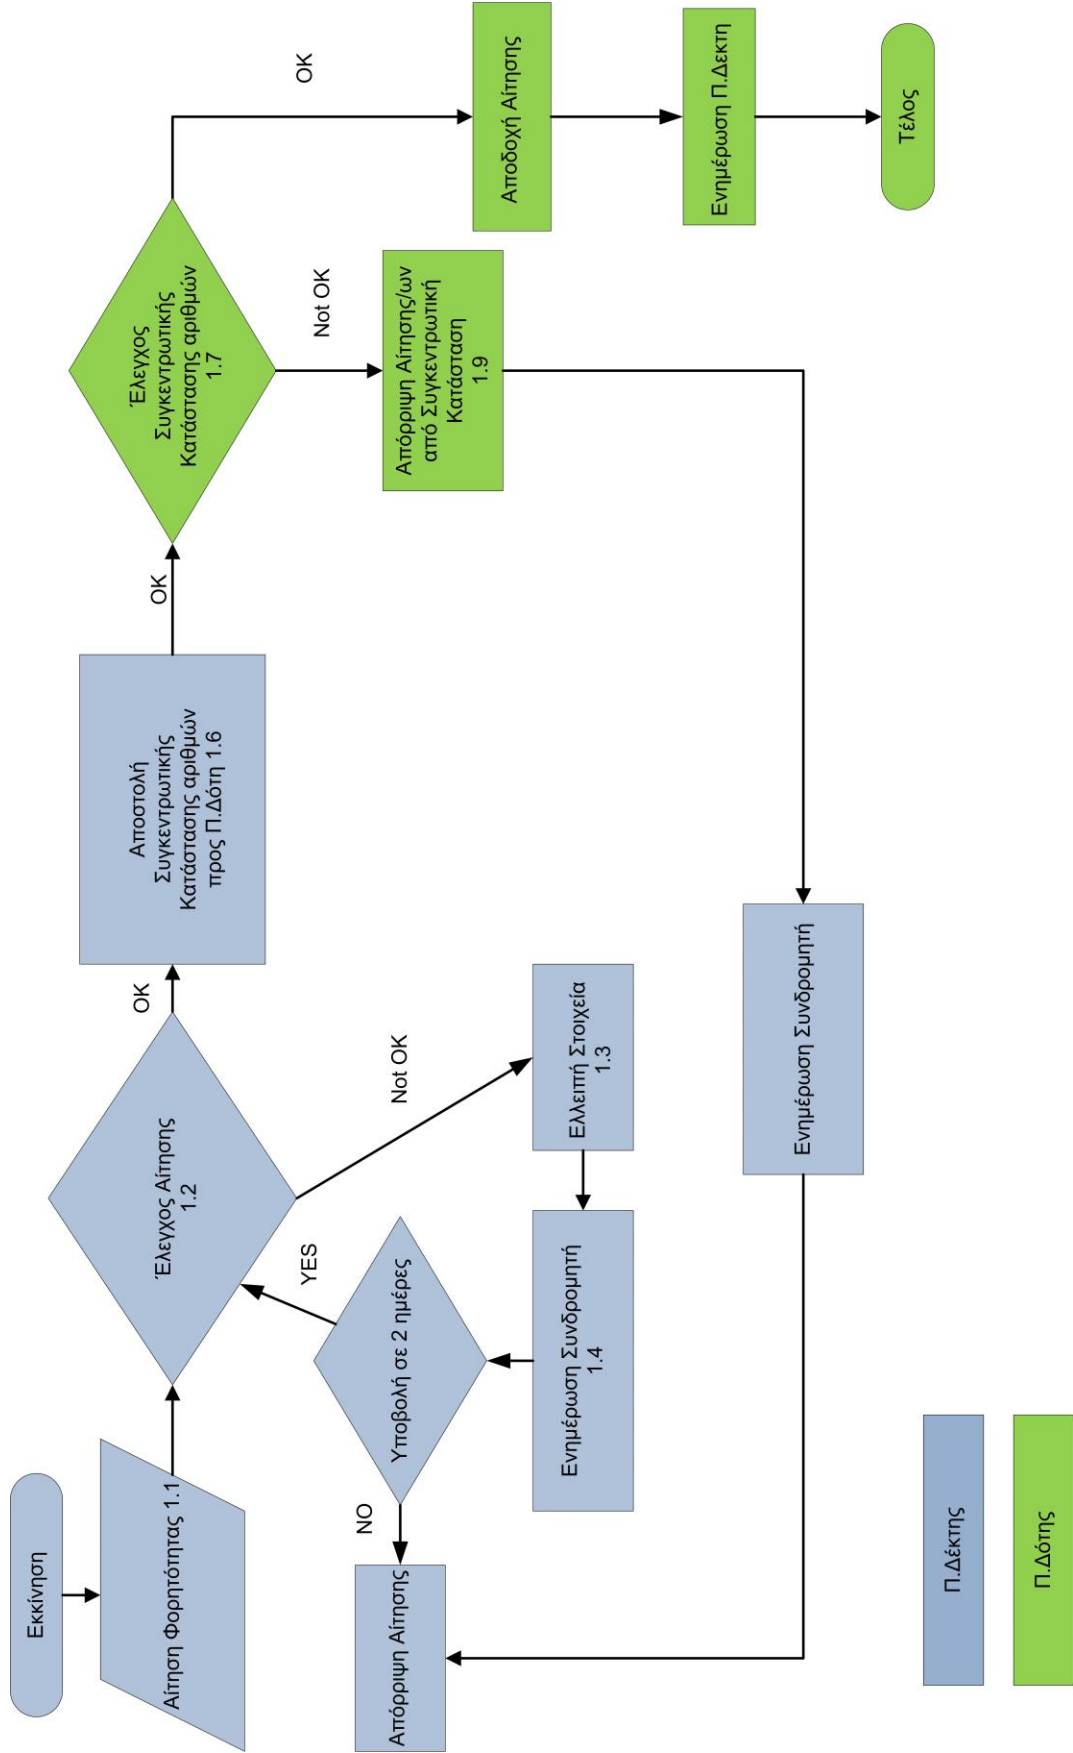 Εκκίνηση
Αίτηση Φορητότητας 1.1
Έλεγχος Αίτησης
1.2
OK
Αποστολή
Συγκεντρωτικής
Κατάστασης αριθμών
προς Π.Δότη 1.6
OK
Έλεγχος
Συγκεντρωτικής
Κατάστασης αριθμών
1.7
OK
Αποδοχή Αίτησης
Ενημέρωση Π.Δεκτη
Τέλος
Not OK
Απόρριψη Αίτησης/ων
από Συγκεντρωτική
Κατάσταση
1.9
Not OK
Ελλειπή Στοιχεία
1.3
Ενημέρωση Συνδρομητή
1.4
Υποβολή σε 2 ημέρες
YES
NO
Απόρριψη Αίτησης
Ενημέρωση Συνδρομητή
Π.Δέκτης
Π.Δότης